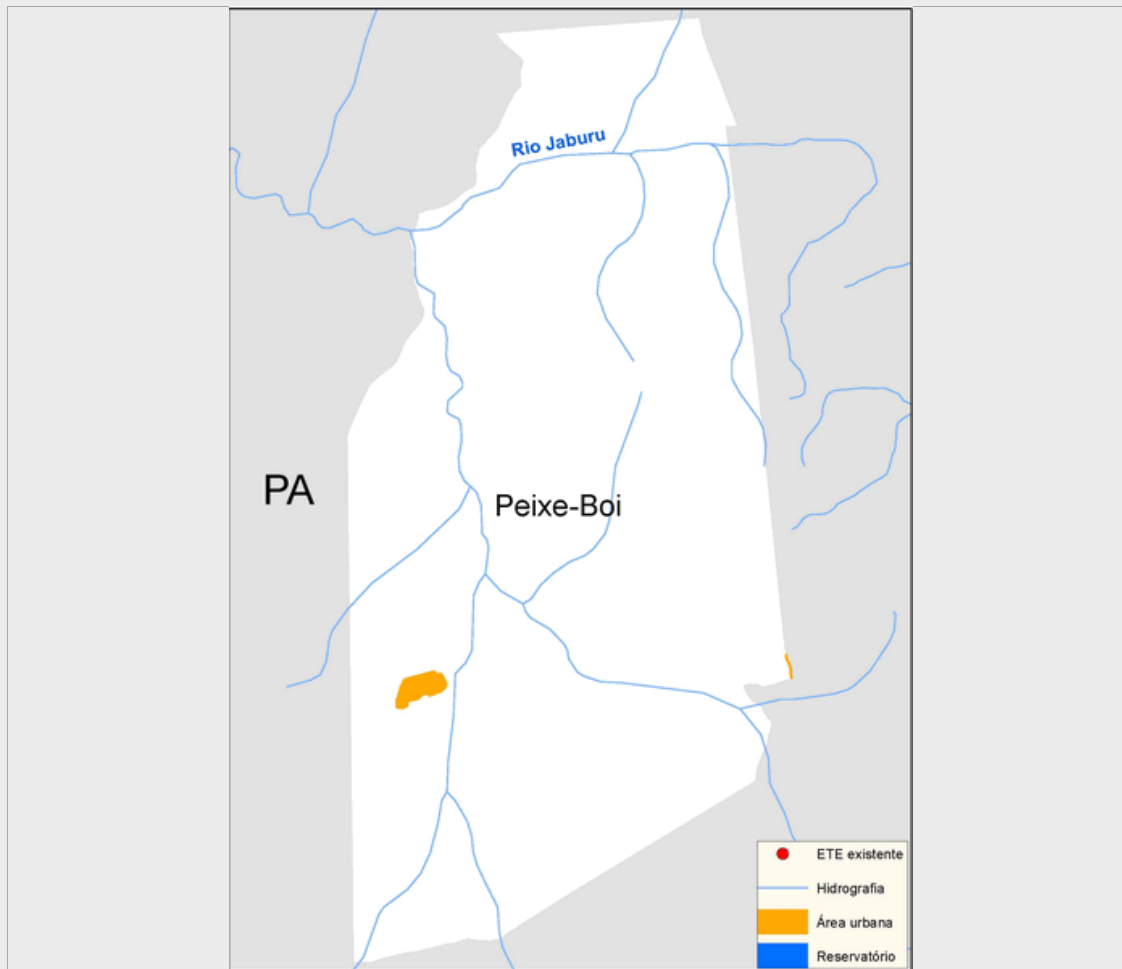 Rio Jaburu
PA
Peixe-Boi
ETE existente
Hidrografia
Área urbana
Reservatório